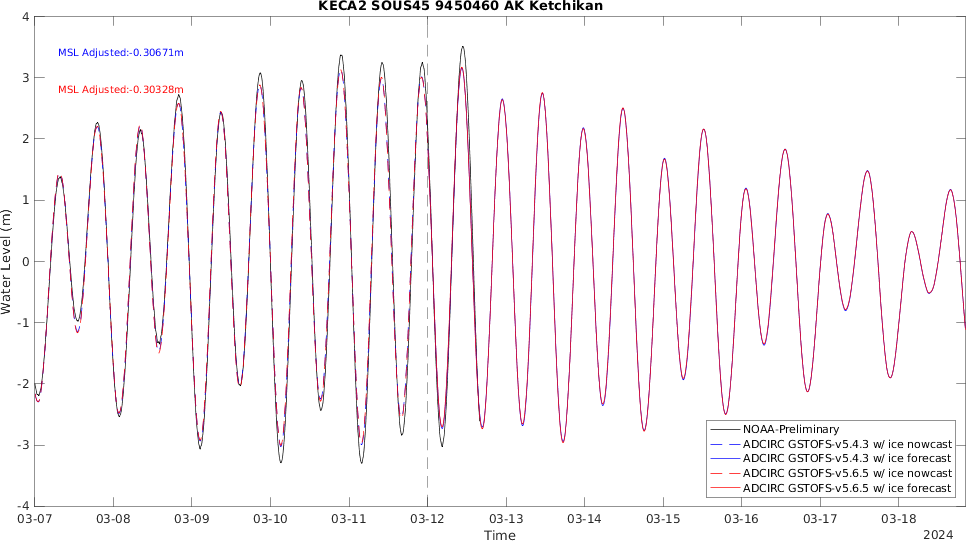 KECA2 SOUS45 9450460 AK Ketchikan
MSL Adjusted:-0.30671m
MSL Adjusted:-0.30328m
Water Level (m)
4
3
2
1
0
-1
-2
-3
-4
NOAA-Preliminary
ADCIRC GSTOFS-v5.4.3 w/ ice nowcast
ADCIRC GSTOFS-v5.4.3 w/ ice forecast
ADCIRC GSTOFS-v5.6.5 w/ ice nowcast
ADCIRC GSTOFS-v5.6.5 w/ ice forecast
03-07 03-08 03-09 03-10 03-11 03-12 03-13 03-14 03-15 03-16 03-17 03-18
Time
2024